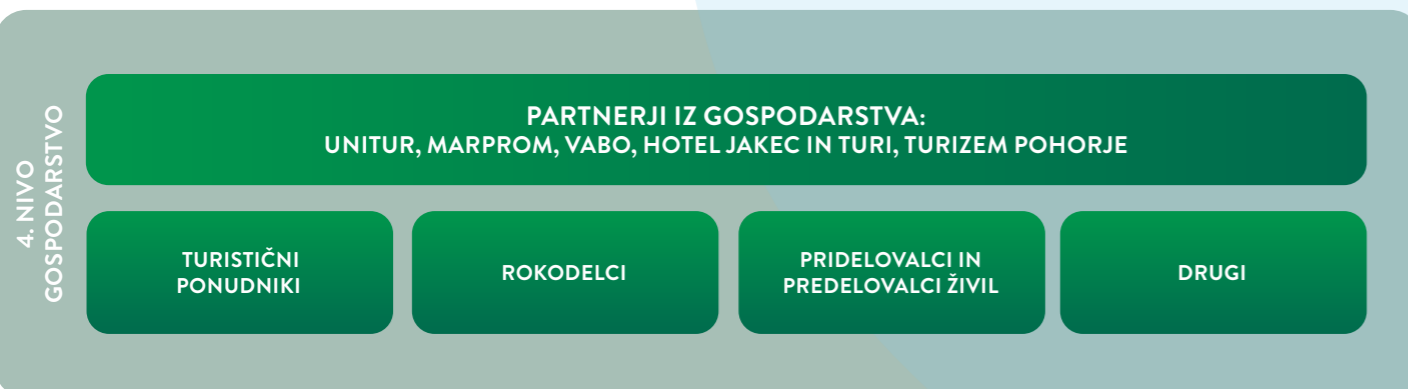 4. NIVO
GOSPODARSTVO
PARTNERJI IZ GOSPODARSTVA:
UNITUR, MARPROM, VABO, HOTEL JAKEC IN TURI, TURIZEM POHORJE
TURISTIČNI
PONUDNIKI
ROKODELCI
PRIDELOVALCI IN
PREDELOVALCI ŽIVIL
DRUGI